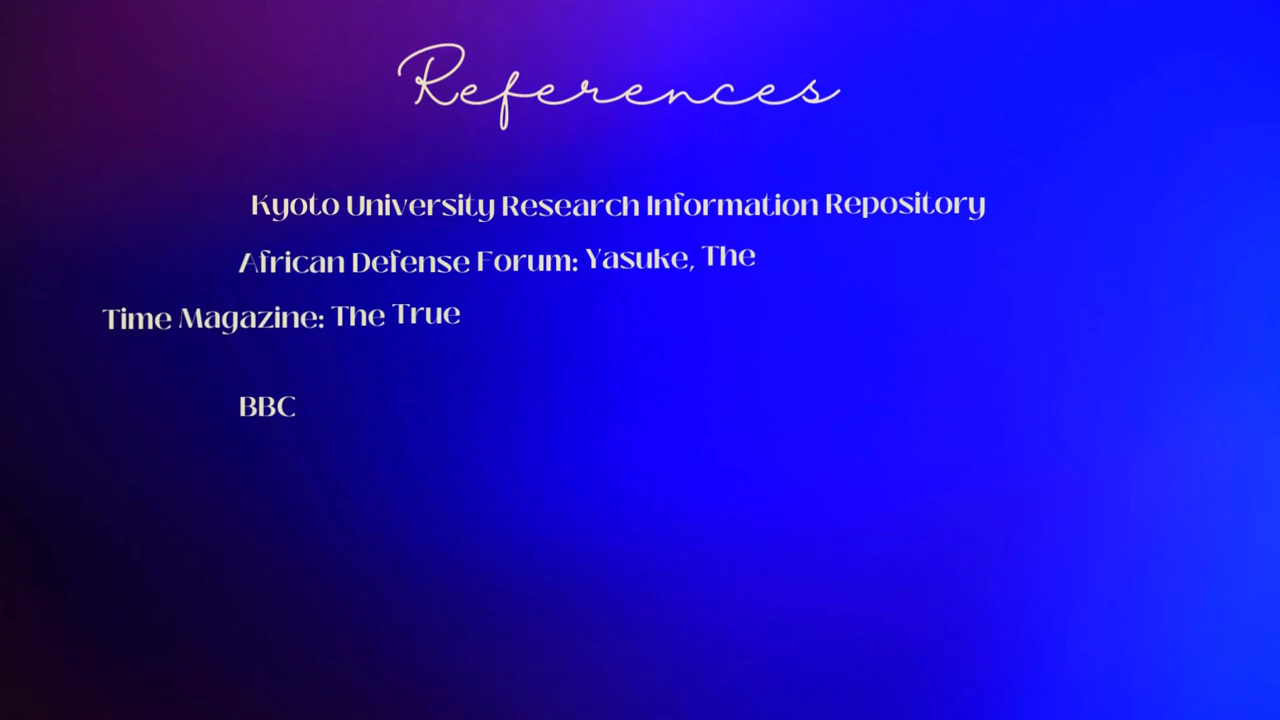 References
Kyoto University Research Information Repository
African Defense Forum: Yasuke, The
Time Magazine: The True
BBC